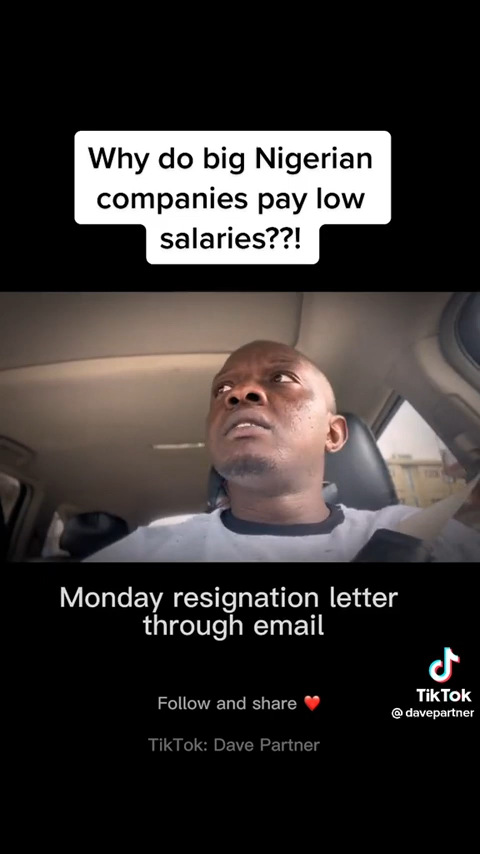 Why do big Nigerian
companies pay low
salaries??!
Monday resignation letter
through email
Follow and share ❤️
TikTok: Dave Partner
TikTok
@davepartner